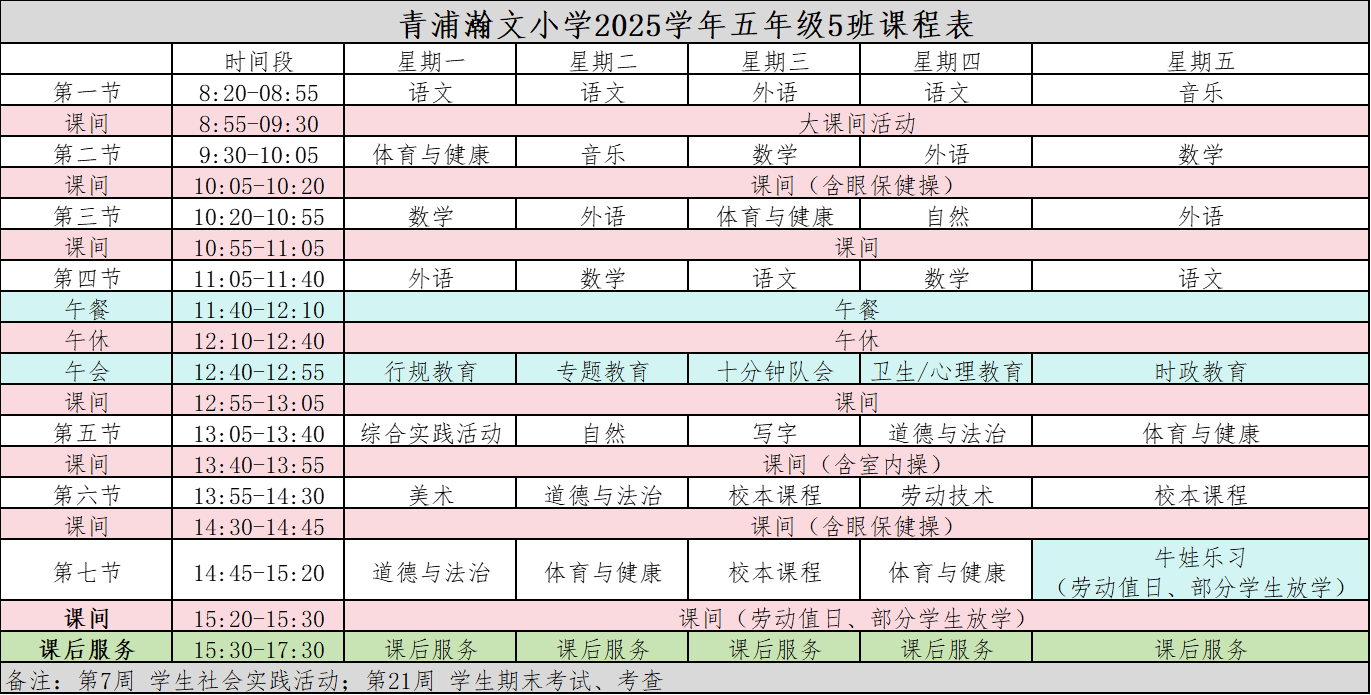 青浦瀚文小学2025学年五年级5班课程表
时间段 星期一 星期二 星期三 星期四 星期五
第一节 8:20-08:55 语文 语文 外语 语文 音乐
课间 8:55-09:30 大课间活动
第二节 9:30-10:05 体育与健康 音乐 数学 外语 数学
课间 10:05-10:20 课间（含眼保健操）
第三节 10:20-10:55 数学 外语 体育与健康 自然 外语
课间 10:55-11:05 课间
第四节 11:05-11:40 外语 数学 语文 数学 语文
午餐 11:40-12:10 午餐
午休 12:10-12:40 午休
午会 12:40-12:55 行规教育 专题教育 十分钟队会 卫生/心理教育 时政教育
课间 12:55-13:05 课间
第五节 13:05-13:40 综合实践活动 自然 写字 道德与法治 体育与健康
课间 13:40-13:55 课间（含室内操）
第六节 13:55-14:30 美术 道德与法治 校本课程 劳动技术 校本课程
课间 14:30-14:45 课间（含眼保健操）
第七节 14:45-15:20 道德与法治 体育与健康 校本课程 体育与健康 牛娃乐习
（劳动值日、部分学生放学）
课间 15:20-15:30 课间（劳动值日、部分学生放学）
课后服务 15:30-17:30 课后服务 课后服务 课后服务 课后服务 课后服务
备注：第7周 学生社会实践活动；第21周 学生期末考试、考查